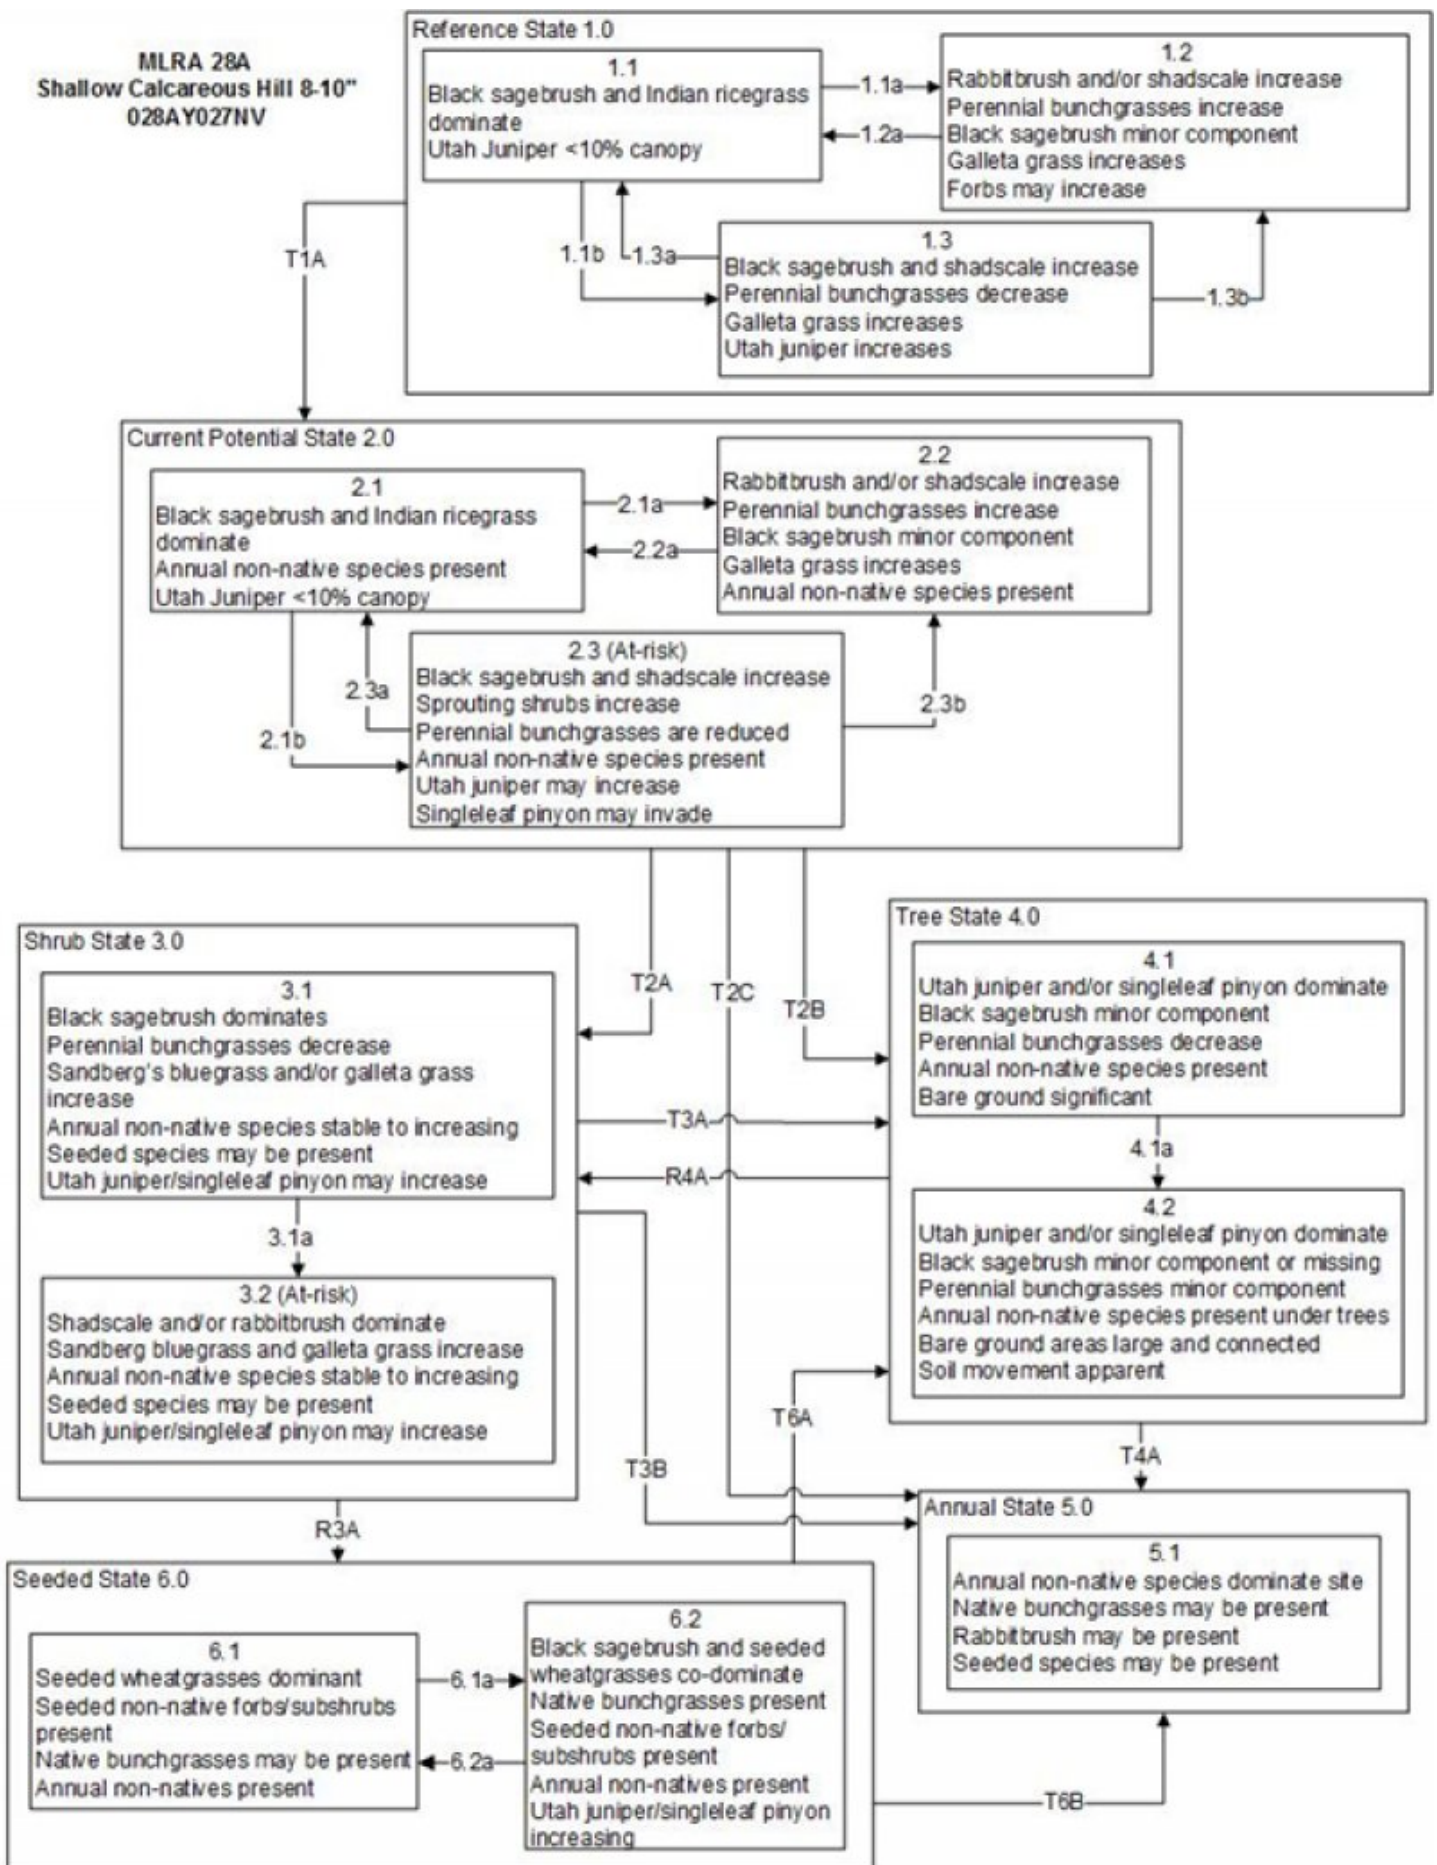 MLRA 28A
Shallow Calcareous Hill 8-10"
028AY027NV
Reference State 1.0
1.1
Black sagebrush and Indian ricegrass
dominate
Utah Juniper <10% canopy
1.1a
1.2a
1.2
Rabbitbrush and/or shadscale increase
Perennial bunchgrasses increase
Black sagebrush minor component
Galleta grass increases
Forbs may increase
1.1b
1.3a
1.3
Black sagebrush and shadscale increase
Perennial bunchgrasses decrease
Galleta grass increases
Utah juniper increases
1.3b
T1A
Current Potential State 2.0
2.1
Black sagebrush and Indian ricegrass
dominate
Annual non-native species present
Utah Juniper <10% canopy
2.1a
2.2a
2.2
Rabbitbrush and/or shadscale increase
Perennial bunchgrasses increase
Black sagebrush minor component
Galleta grass increases
Annual non-native species present
2.1b
2.3a
2.3 (At-risk)
Black sagebrush and shadscale increase
Sprouting shrubs increase
Perennial bunchgrasses are reduced
Annual non-native species present
Utah juniper may increase
Singleleaf pinyon may invade
2.3b
T2A
T2C
T2B
Shrub State 3.0
3.1
Black sagebrush dominates
Perennial bunchgrasses decrease
Sandberg's bluegrass and/or galleta grass
increase
Annual non-native species stable to increasing
Seeded species may be present
Utah juniper/singleleaf pinyon may increase
3.1a
3.2 (At-risk)
Shadscale and/or rabbitbrush dominate
Sandberg bluegrass and galleta grass increase
Annual non-native species stable to increasing
Seeded species may be present
Utah juniper/singleleaf pinyon may increase
T3A
R4A
T3B
R3A
Tree State 4.0
4.1
Utah juniper and/or singleleaf pinyon dominate
Black sagebrush minor component
Perennial bunchgrasses decrease
Annual non-native species present
Bare ground significant
4.1a
4.2
Utah juniper and/or singleleaf pinyon dominate
Black sagebrush minor component or missing
Perennial bunchgrasses minor component
Annual non-native species present under trees
Bare ground areas large and connected
Soil movement apparent
T6A
T4A
Annual State 5.0
5.1
Annual non-native species dominate site
Native bunchgrasses may be present
Rabbitbrush may be present
Seeded species may be present
Seeded State 6.0
6.1
Seeded wheatgrasses dominant
Seeded non-native forbs/subshrubs
present
Native bunchgrasses may be present
Annual non-natives present
6.1a
6.2a
6.2
Black sagebrush and seeded
wheatgrasses co-dominate
Native bunchgrasses present
Seeded non-native forbs/
subshrubs present
Annual non-natives present
Utah juniper/singleleaf pinyon
increasing
T6B